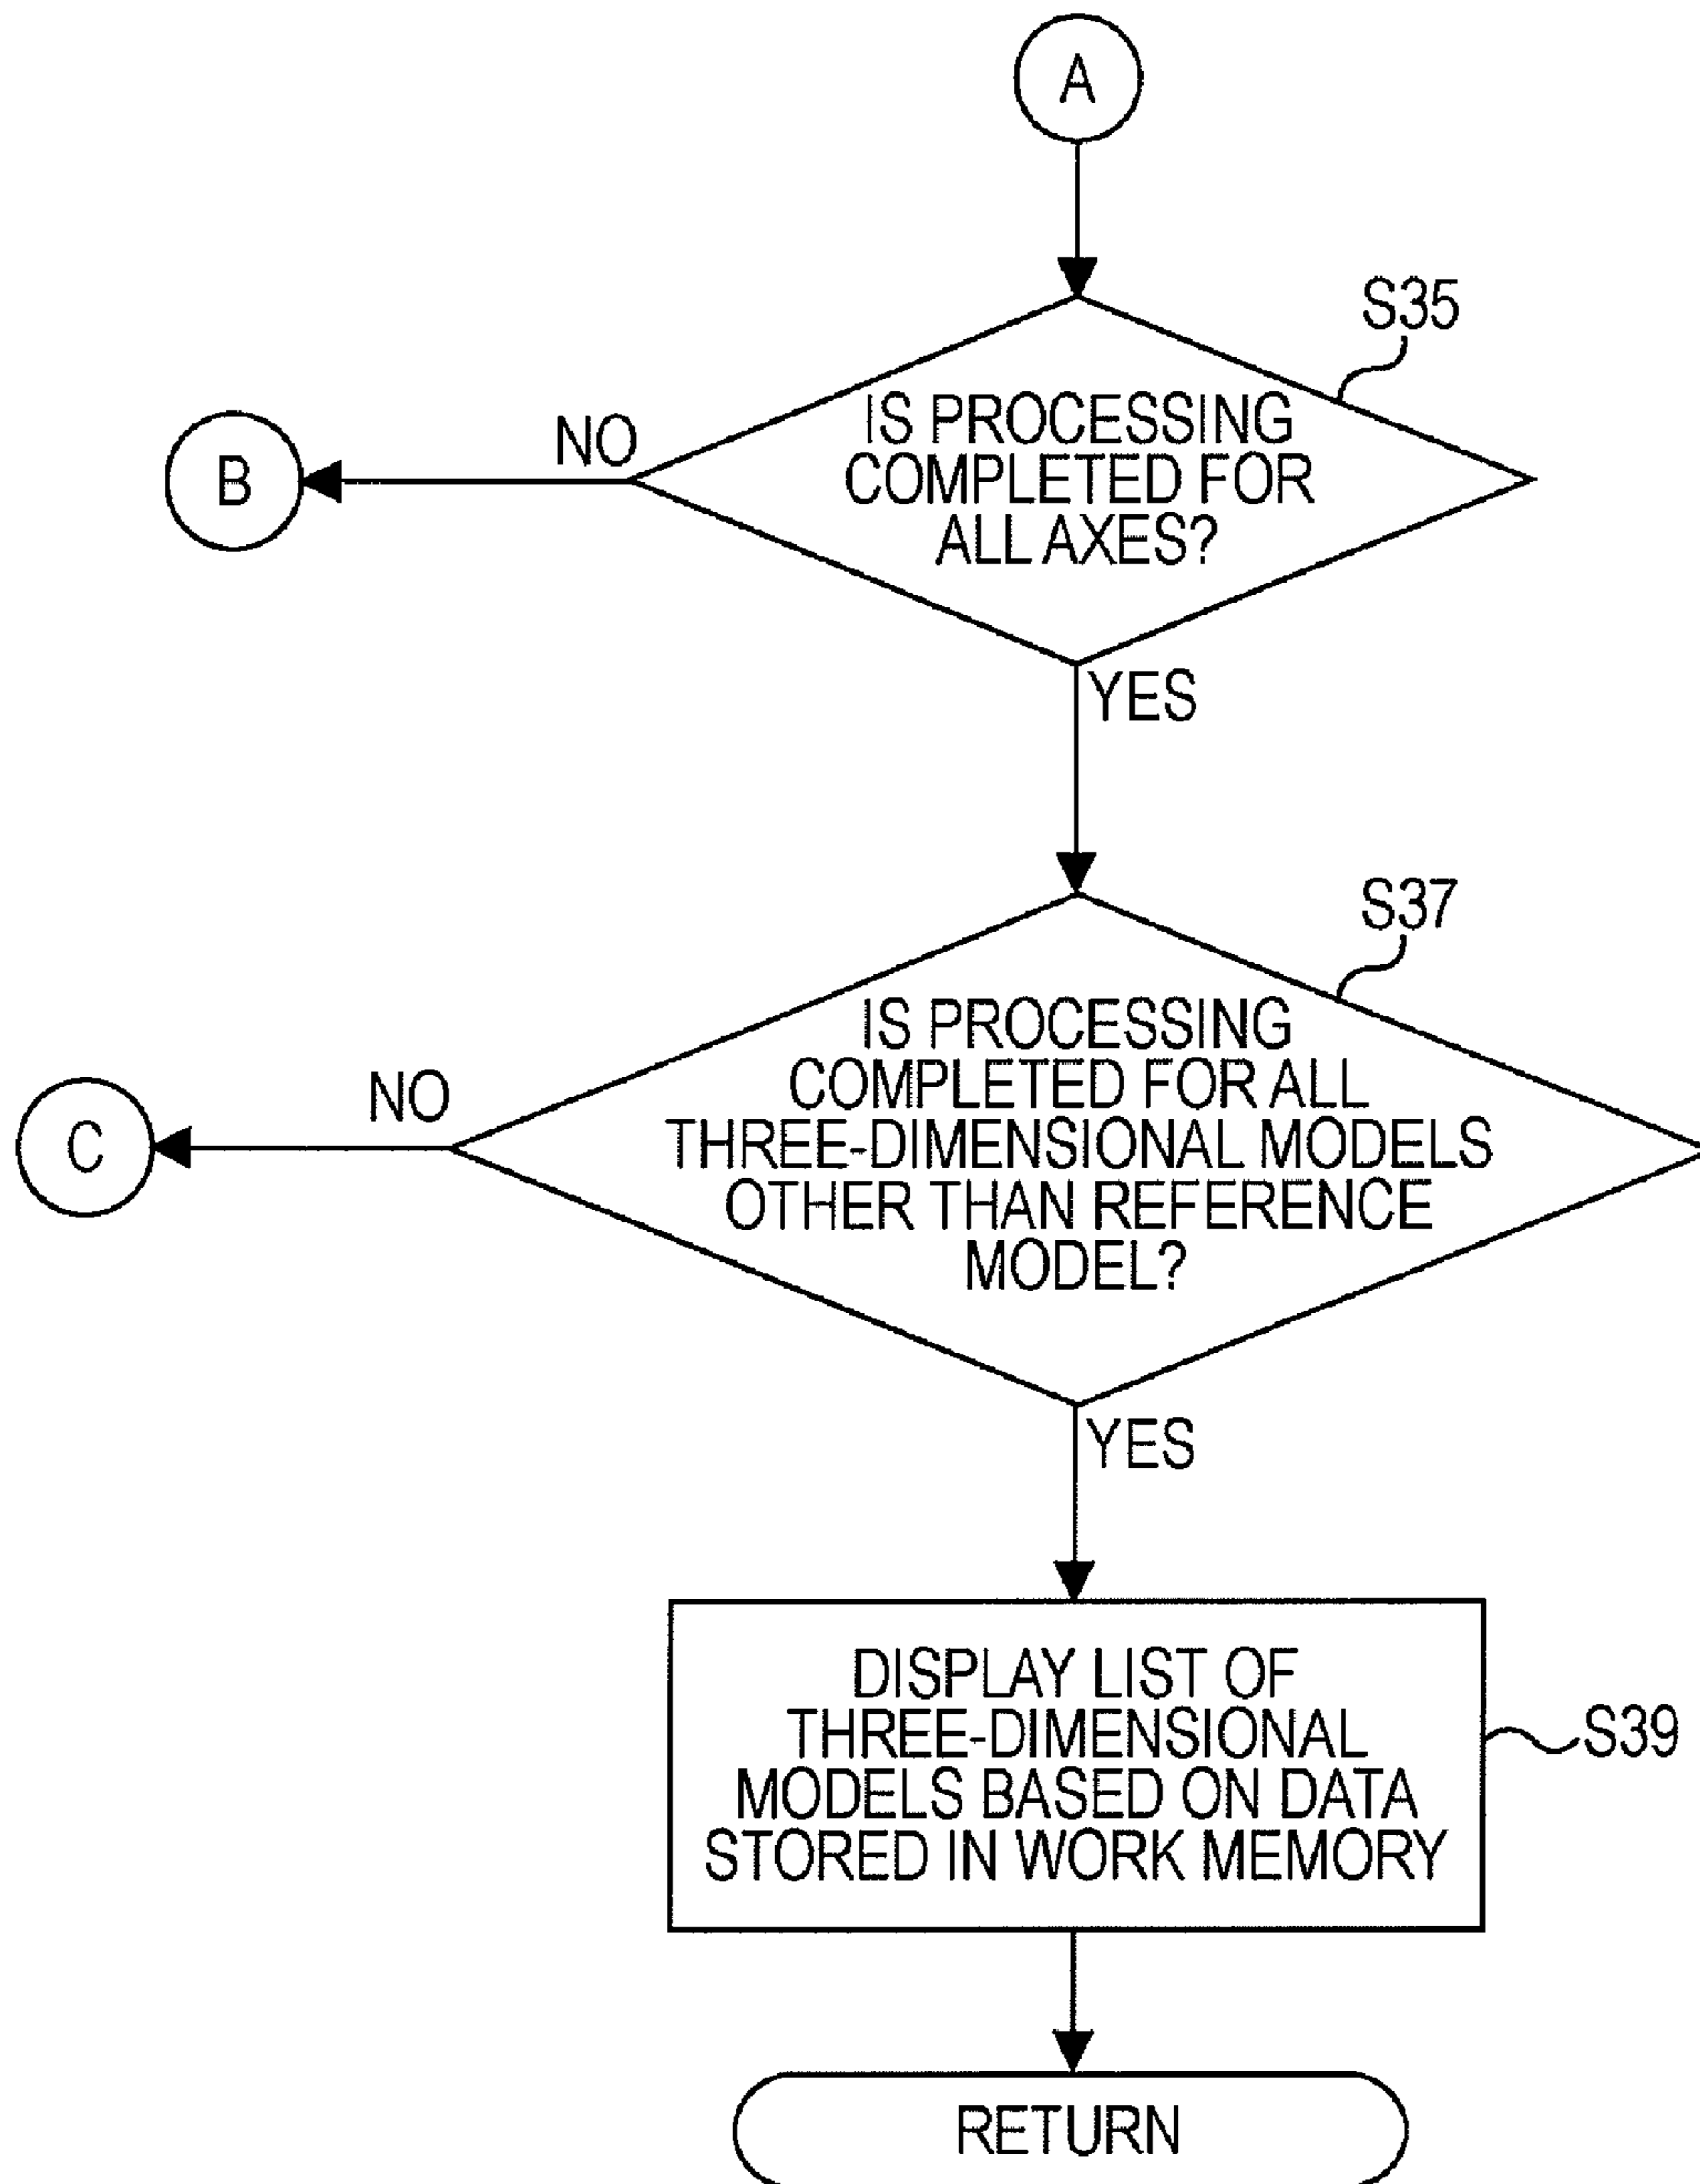 A
S35
IS PROCESSING
COMPLETED FOR
ALL AXES?
NO
B
YES
S37
IS PROCESSING
COMPLETED FOR ALL
THREE-DIMENSIONAL MODELS
OTHER THAN REFERENCE
MODEL?
NO
C
YES
DISPLAY LIST OF
THREE-DIMENSIONAL
MODELS BASED ON DATA
STORED IN WORK MEMORY
S39
RETURN